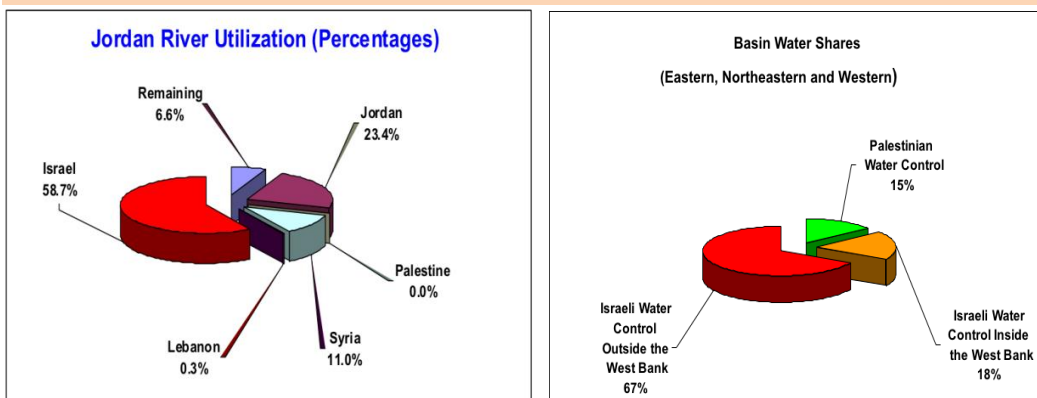 Jordan River Utilization (Percentages)
Remaining
6.6%
Jordan
23.4%
Israel
58.7%
Palestine
0.0%
Syria
11.0%
Lebanon
0.3%
Basin Water Shares
(Eastern, Northeastern and Western)
Palestinian
Water Control
15%
Israeli Water
Control
Outside the
West Bank
67%
Israeli Water
Control Inside
the West Bank
18%